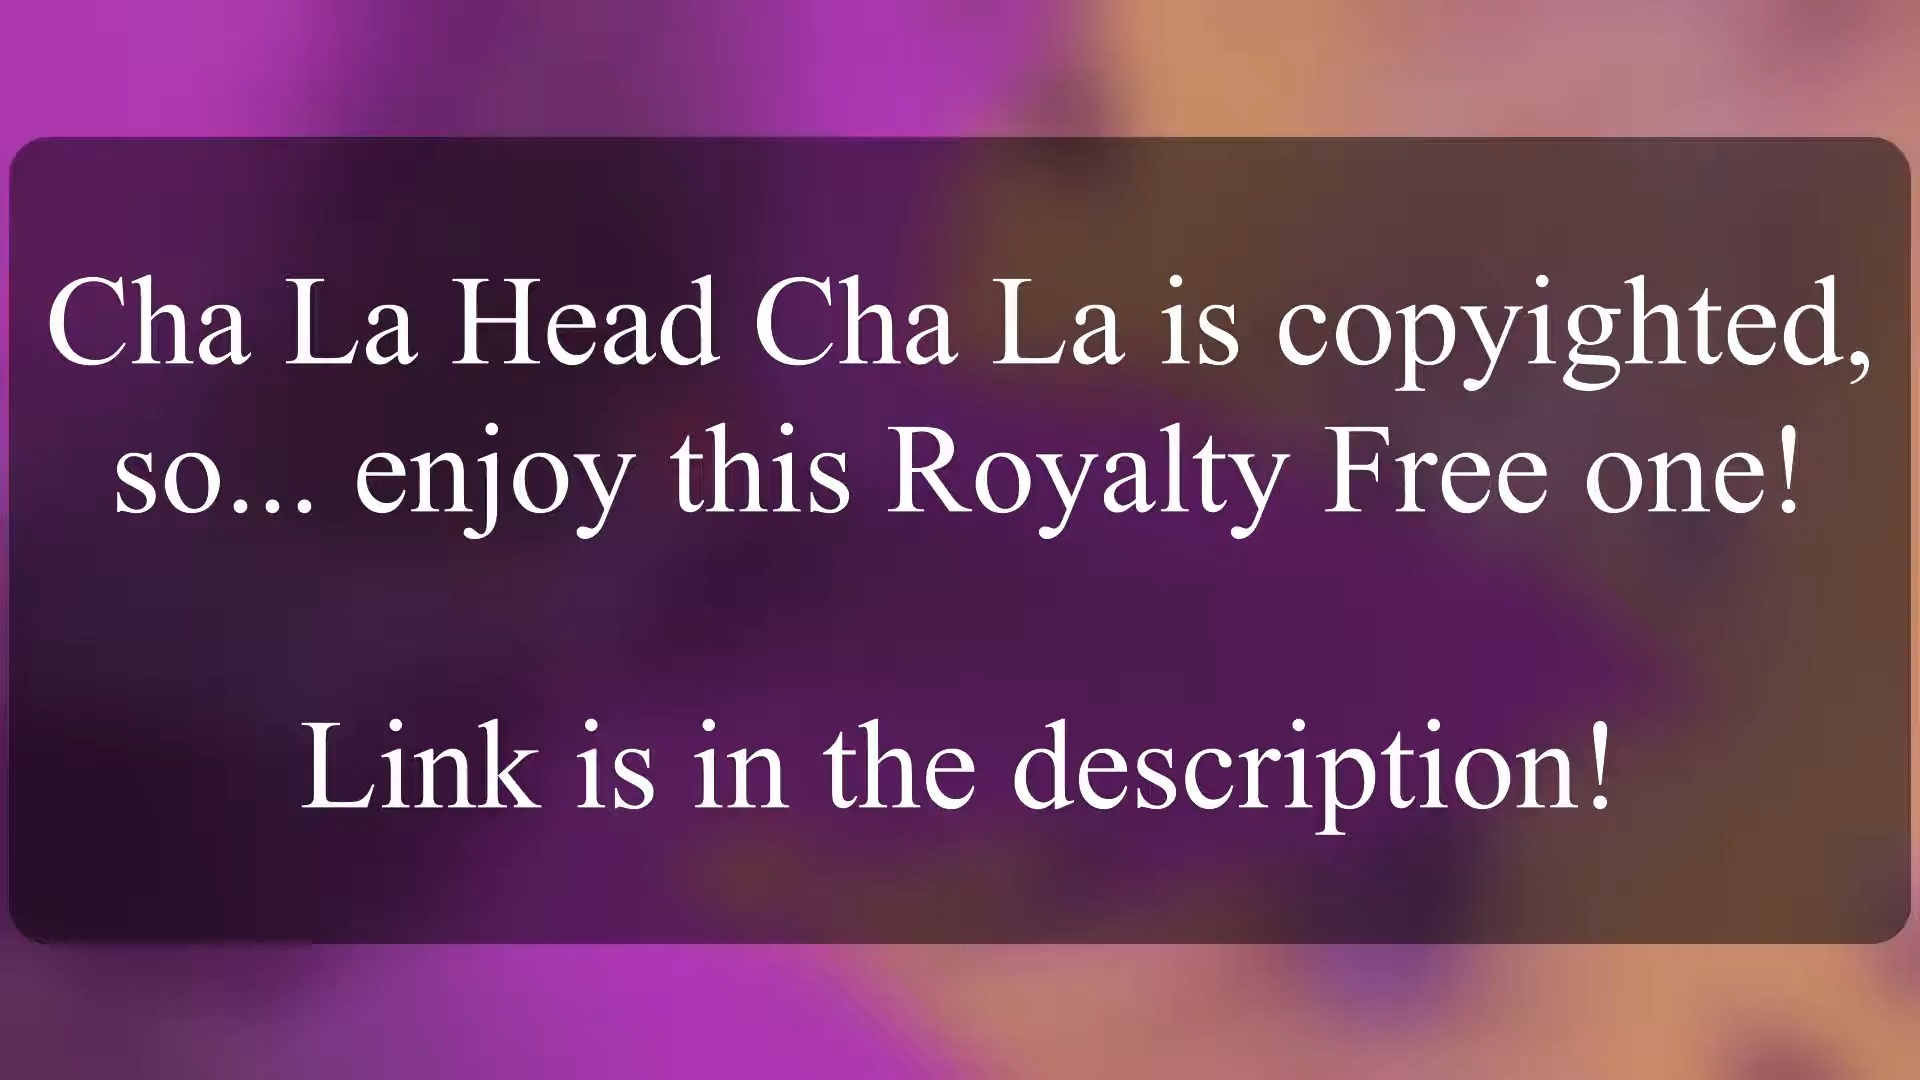 Cha La Head Cha La is copyighted,
so... enjoy this Royalty Free one!
Link is in the description!